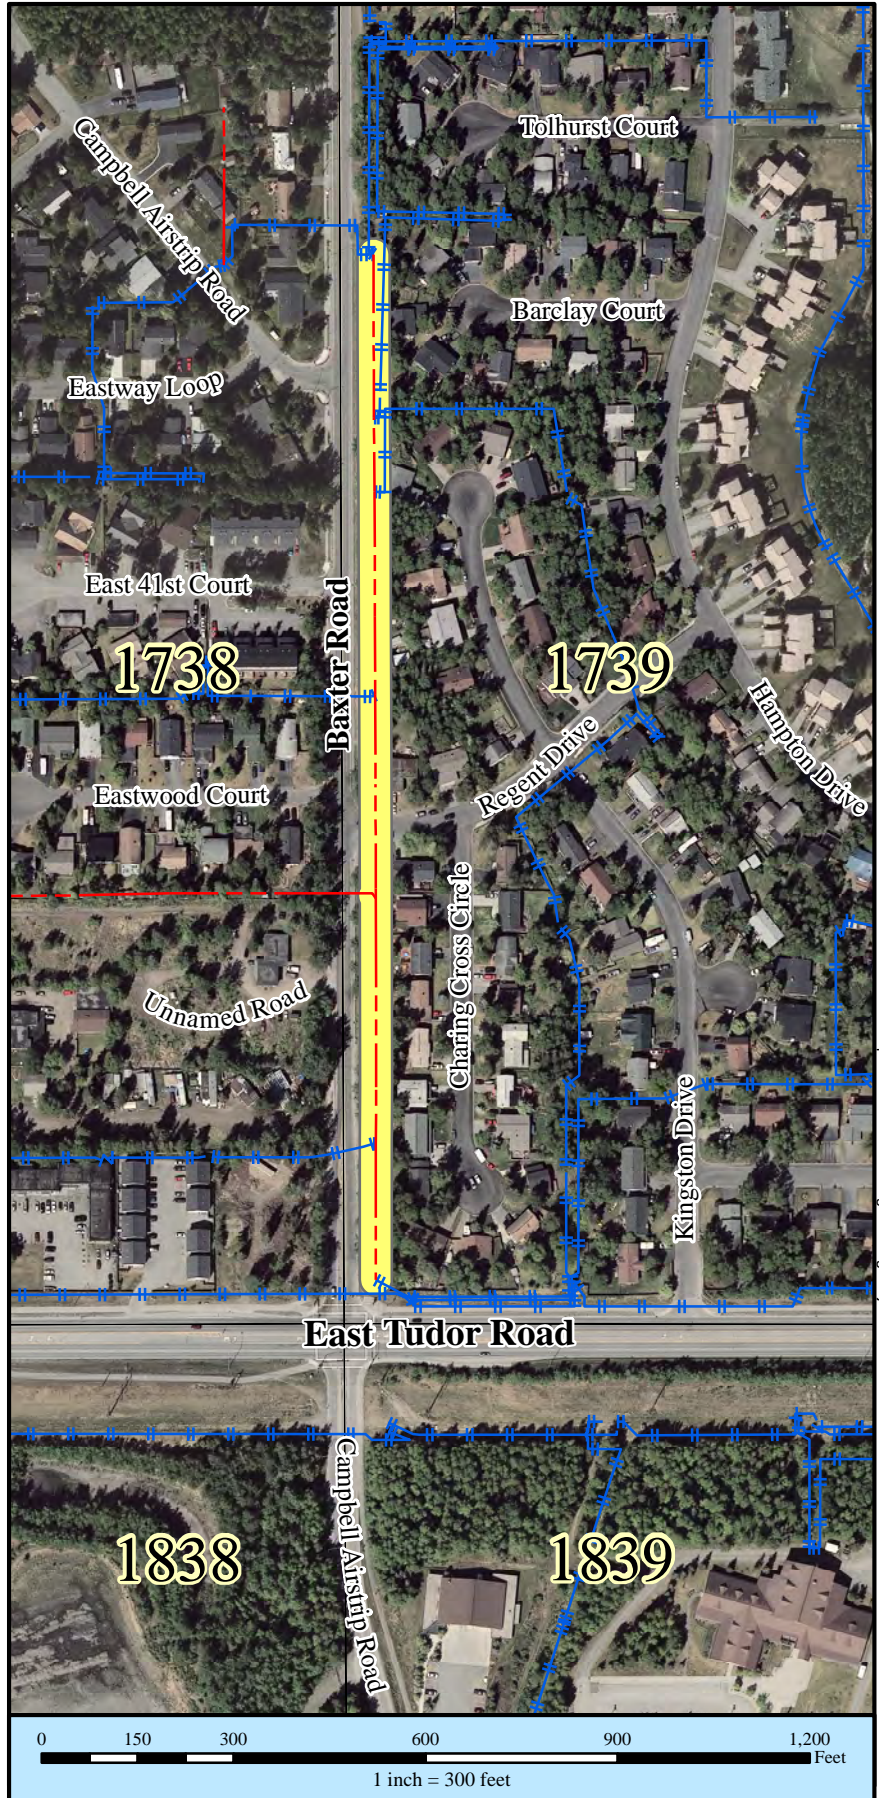 Tolhurst Court
Campbell Airstrip Road
Barclay Court
Eastway Loop
East 41st Court
Baxter Road
1738
1739
Hampton Drive
Regent Drive
Eastwood Court
Charing Cross Circle
Unnamed Road
Kingston Drive
East Tudor Road
Campbell Airstrip Road
1838
1839
0 150 300 600 900 1,200
Feet
1 inch = 300 feet